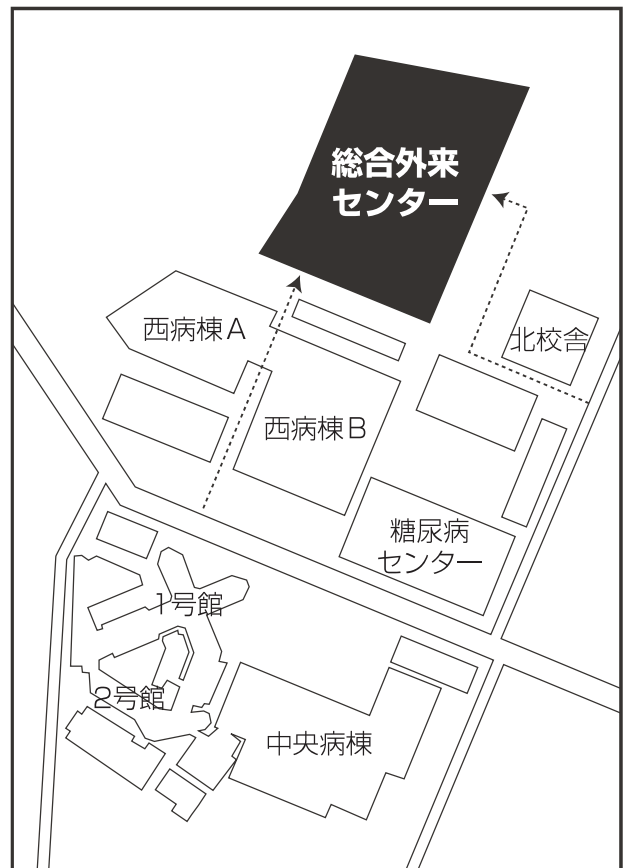 総合外来
センター
西病棟A
北校舎
西病棟B
糖尿病
センター
1号館
2号館
中央病棟